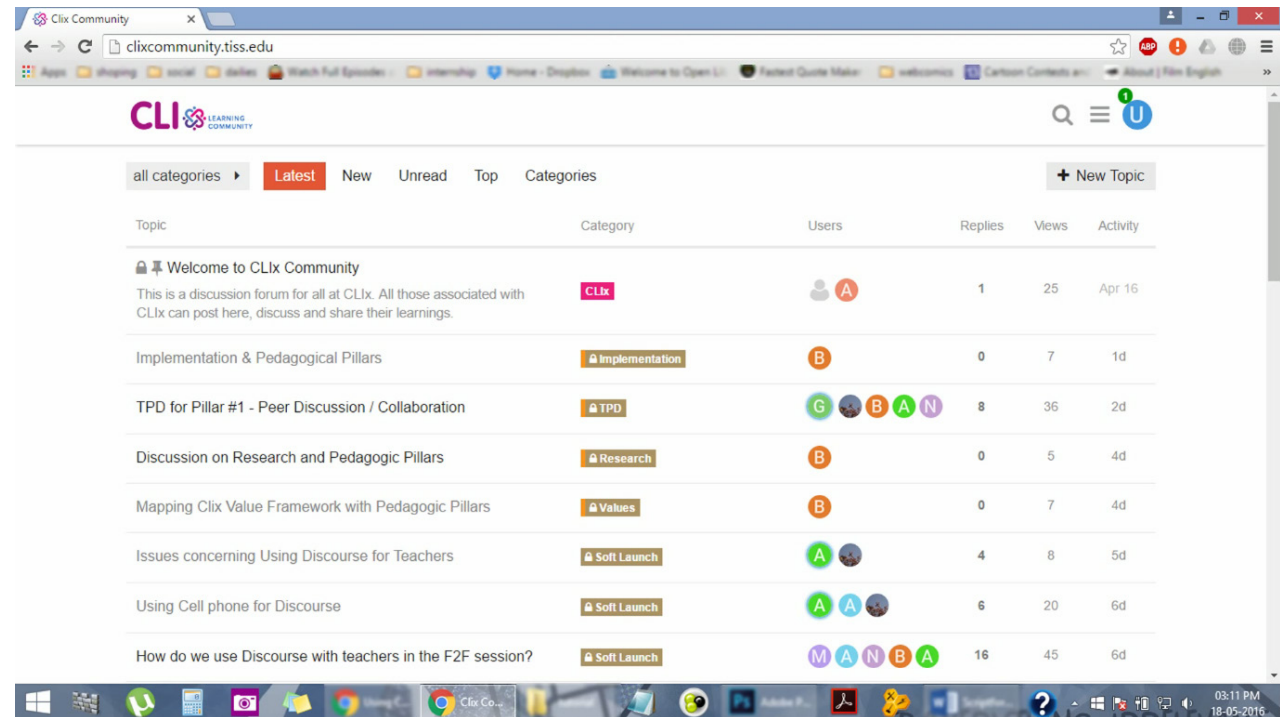 Clix Community
clixcommunity.tiss.edu
ABP
Apps shoping social dailies Watch Full Episodes internship Home - Dropbox Welcome to Open Li Fastest Quote Maker webcomics Cartoon Contests an About | Film English »
CLI LEARNING COMMUNITY
1
U
all categories Latest New Unread Top Categories + New Topic
Topic Category Users Replies Views Activity
Welcome to CLIx Community
This is a discussion forum for all at CLIx. All those associated with
CLIx can post here, discuss and share their learnings.
CLIx A 1 25 Apr 16
Implementation & Pedagogical Pillars Implementation B 0 7 1d
TPD for Pillar #1 - Peer Discussion / Collaboration TPD G B A N 8 36 2d
Discussion on Research and Pedagogic Pillars Research B 0 5 4d
Mapping Clix Value Framework with Pedagogic Pillars Values B 0 7 4d
Issues concerning Using Discourse for Teachers Soft Launch A 4 8 5d
Using Cell phone for Discourse Soft Launch A A 6 20 6d
How do we use Discourse with teachers in the F2F session? Soft Launch M A N B A 16 45 6d
Clix Co... Ps
03:11 PM
18-05-2016